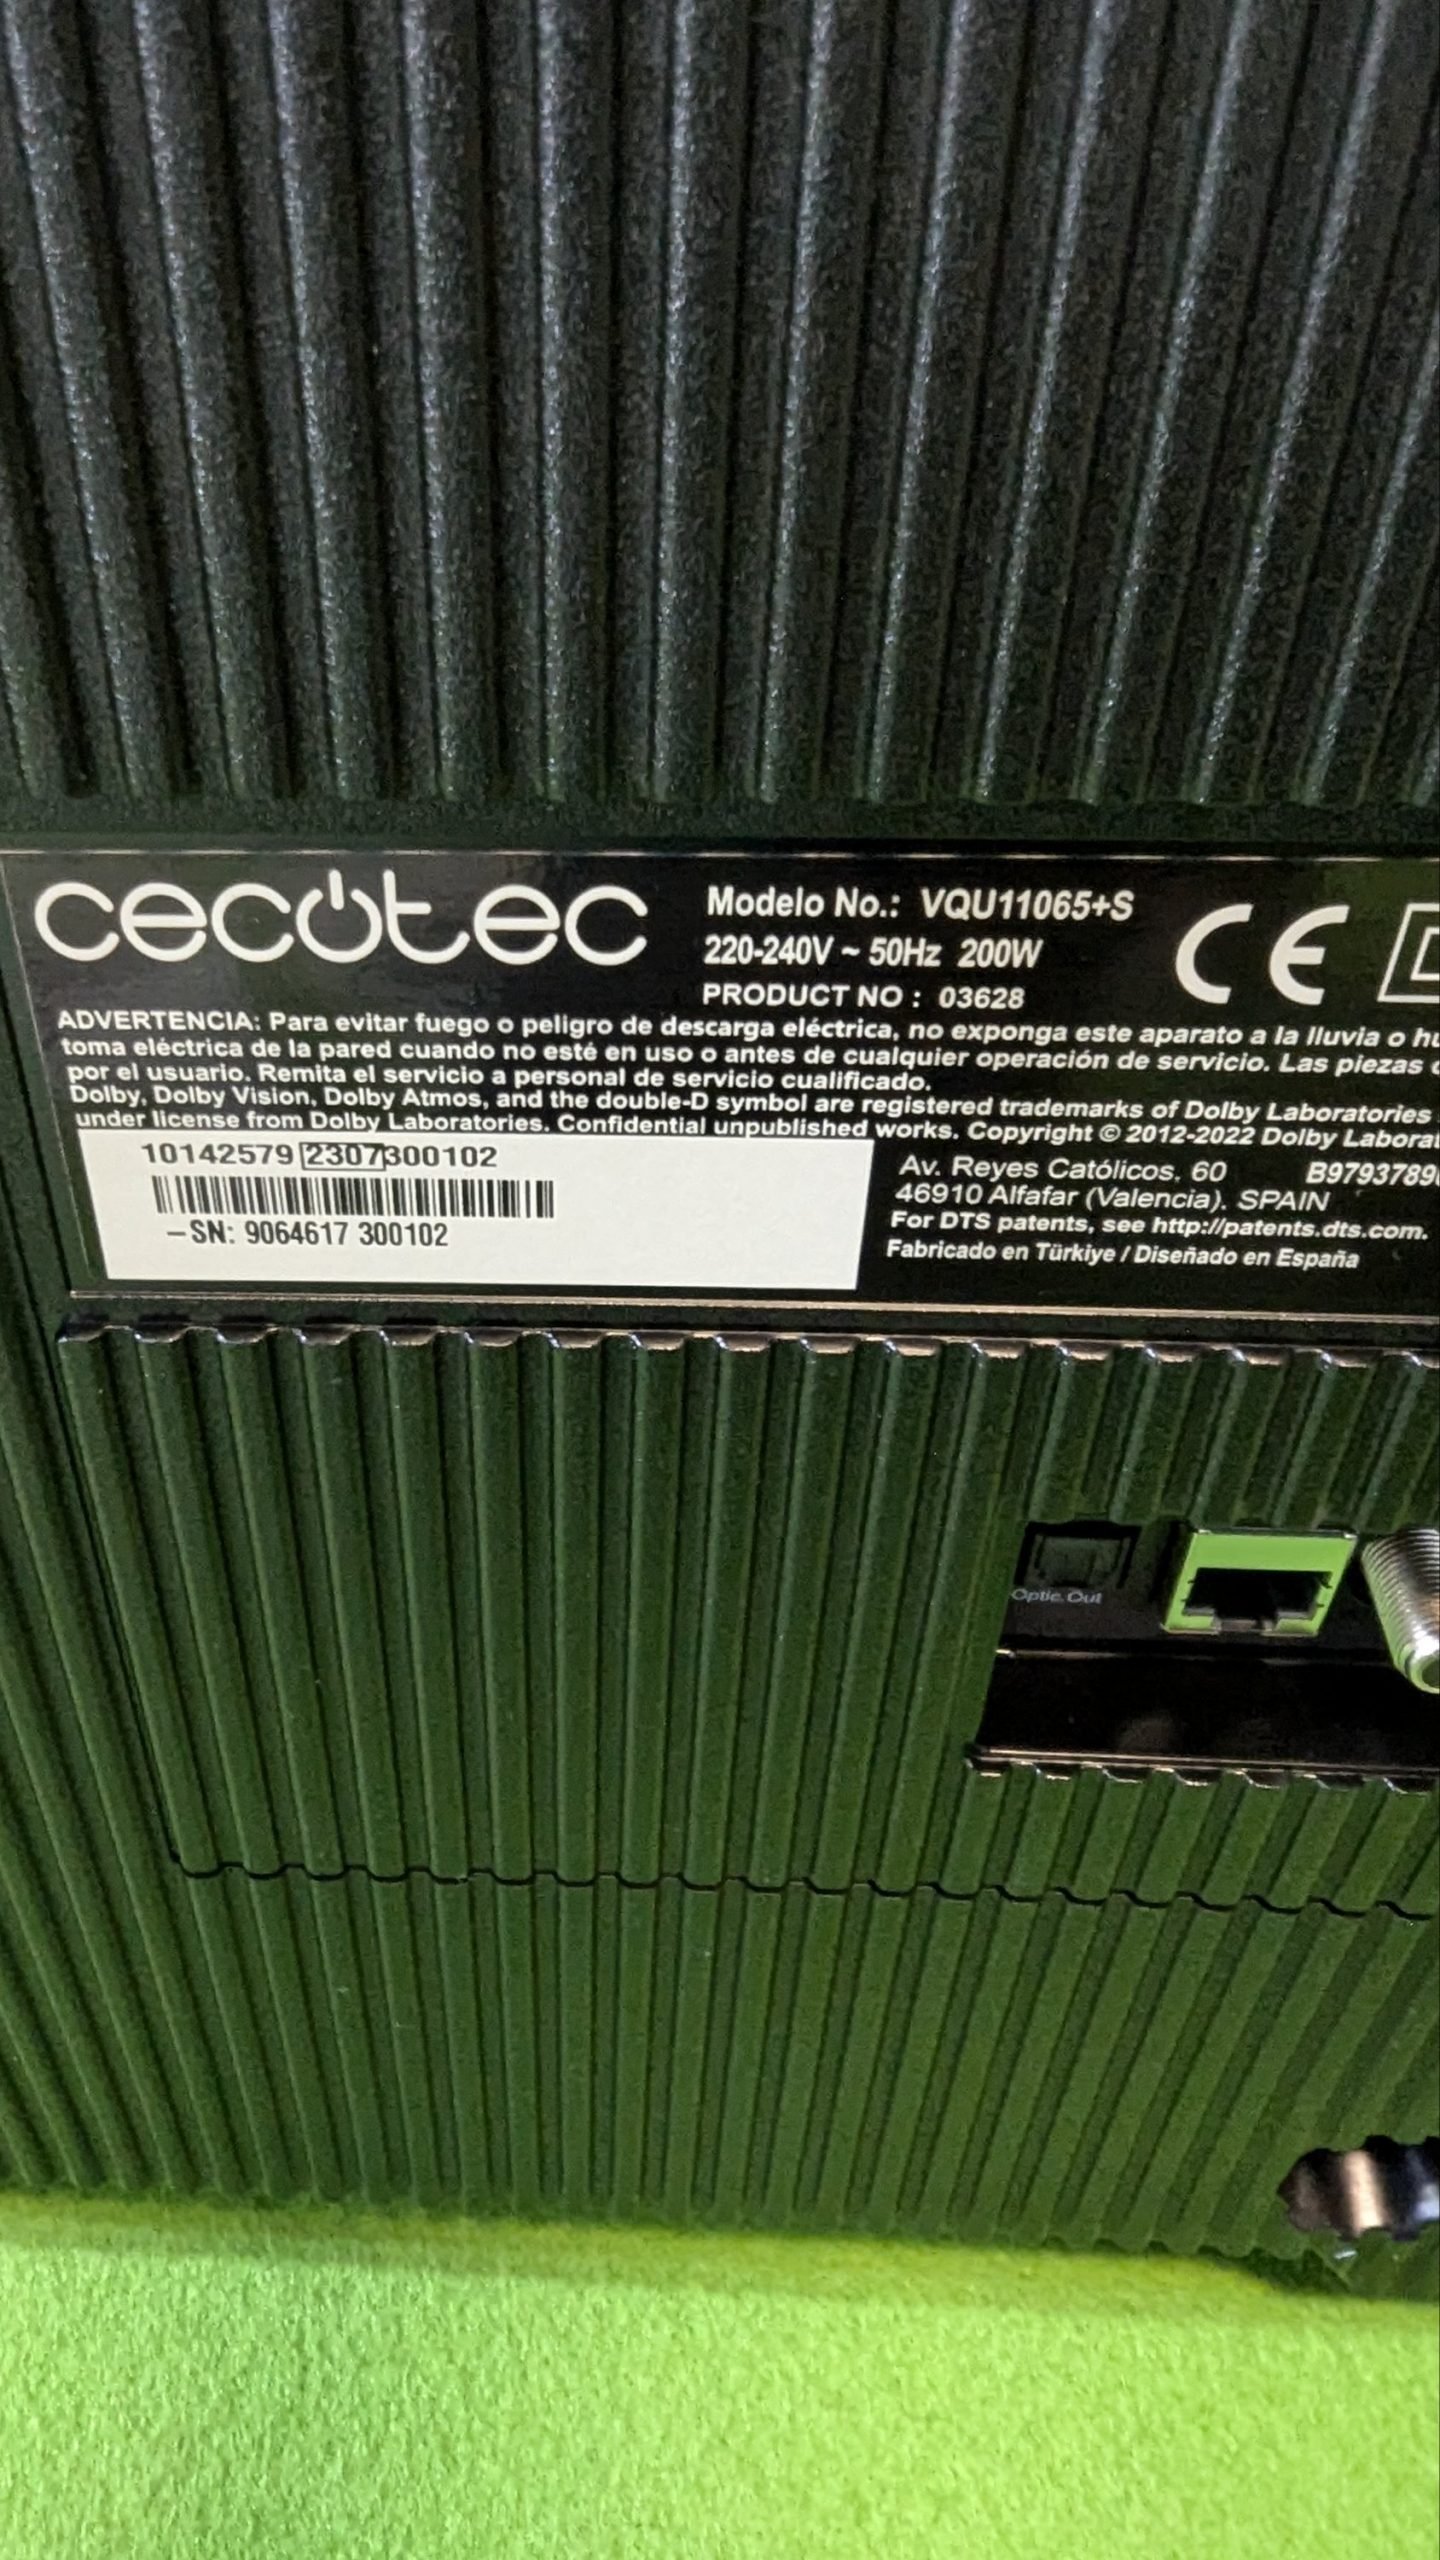 cecotec
Modelo No.: VQU11065+S
220-240V ~ 50Hz 200W
PRODUCT NO : 03628
CE
ADVERTENCIA: Para evitar fuego o peligro de descarga eléctrica, no exponga este aparato a la lluvia o hu
toma eléctrica de la pared cuando no esté en uso o antes de cualquier operación de servicio. Las piezas
por el usuario. Remita el servicio a personal de servicio cualificado.
Dolby, Dolby Vision, Dolby Atmos, and the double-D symbol are registered trademarks of Dolby Laboratories
under license from Dolby Laboratories. Confidential unpublished works. Copyright © 2012-2022 Dolby Laborat
10142579 2307300102
–SN: 9064617 300102
Av. Reyes Católicos, 60 B9793789
46910 Alfafar (Valencia). SPAIN
For DTS patents, see http://patents.dts.com.
Fabricado en Türkiye / Diseñado en España
Optic. Out